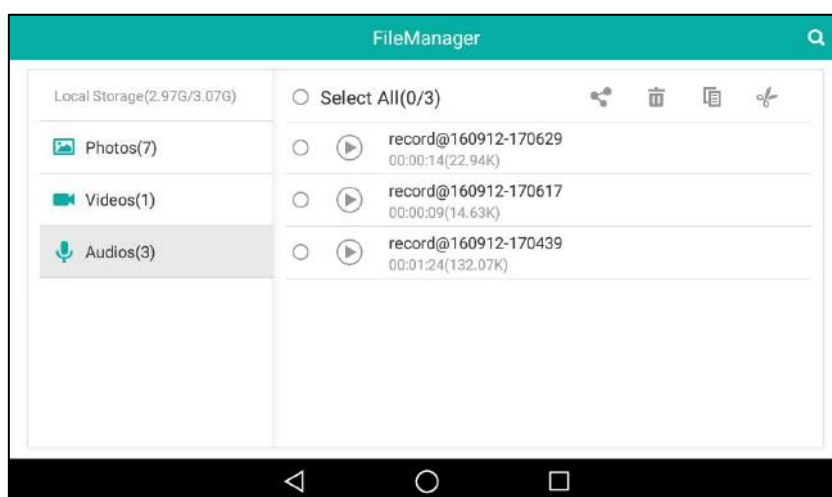 FileManager
Local Storage(2.97G/3.07G)
Select All(0/3)
Photos(7)
Videos(1)
Audios(3)
record@160912-170629
00:00:14(22.94K)
record@160912-170617
00:00:09(14.63K)
record@160912-170439
00:01:24(132.07K)